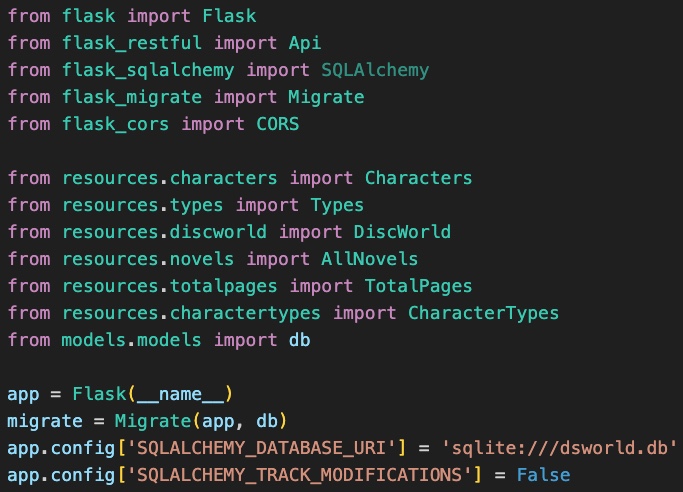 from flask import Flask
from flask_restful import Api
from flask_sqlalchemy import SQLAlchemy
from flask_migrate import Migrate
from flask_cors import CORS
from resources.characters import Characters
from resources.types import Types
from resources.discworld import DiscWorld
from resources.novels import AllNovels
from resources.totalpages import TotalPages
from resources.charactertypes import CharacterTypes
from models.models import db
app = Flask(__name__)
migrate = Migrate(app, db)
app.config['SQLALCHEMY_DATABASE_URI'] = 'sqlite:///dsworld.db'
app.config['SQLALCHEMY_TRACK_MODIFICATIONS'] = False